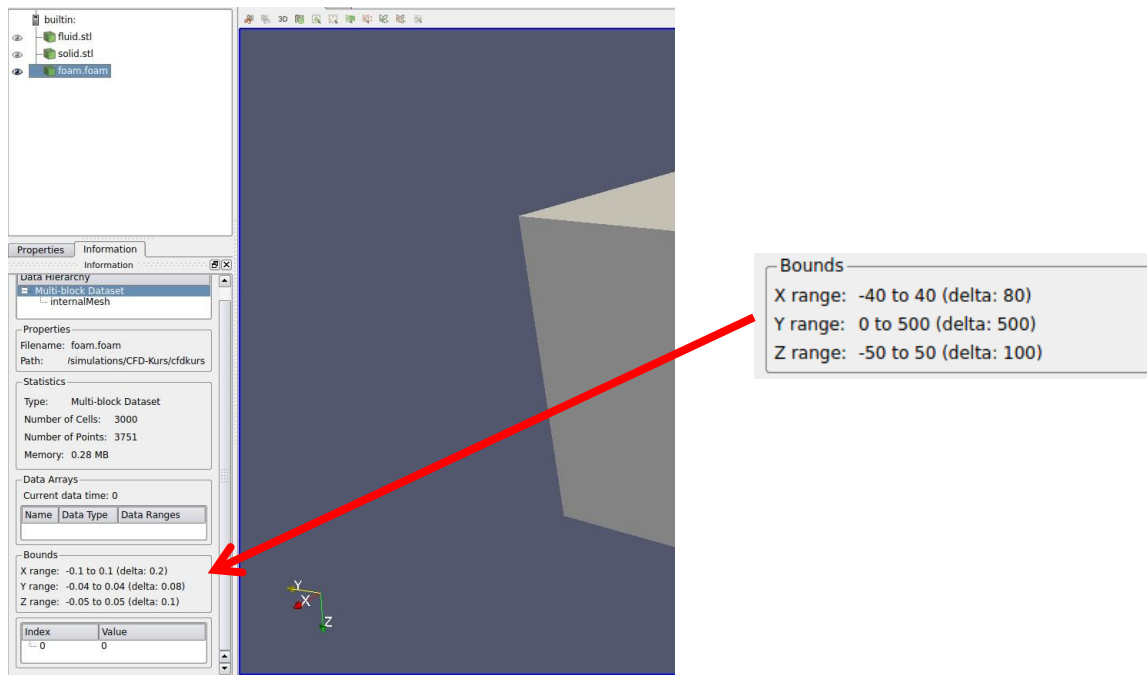 builtin:
fluid.stl
solid.stl
foam.foam
3D
Properties Information
Information
Data Hierarchy
Multi-block Dataset
internalMesh
Properties
Filename: foam.foam
Path: /simulations/CFD-Kurs/cfdkurs
Statistics
Type: Multi-block Dataset
Number of Cells: 3000
Number of Points: 3751
Memory: 0.28 MB
Data Arrays
Current data time: 0
Name Data Type Data Ranges
Bounds
X range: -0.1 to 0.1 (delta: 0.2)
Y range: -0.04 to 0.04 (delta: 0.08)
Z range: -0.05 to 0.05 (delta: 0.1)
Index Value
0 0
Y
X
Z
Bounds
X range: -40 to 40 (delta: 80)
Y range: 0 to 500 (delta: 500)
Z range: -50 to 50 (delta: 100)